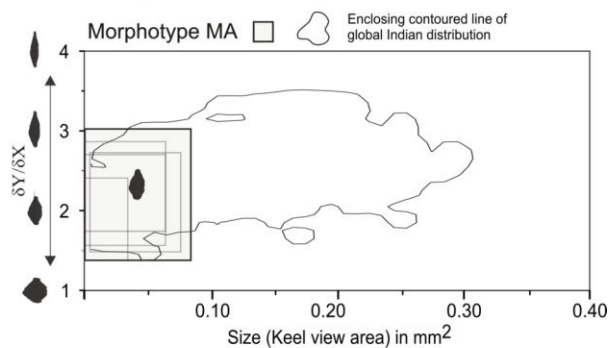 Morphotype MA
Enclosing contoured line of
global Indian distribution
4
3
2
1
δY/δX
0.10
0.20
0.30
0.40
Size (Keel view area) in mm²